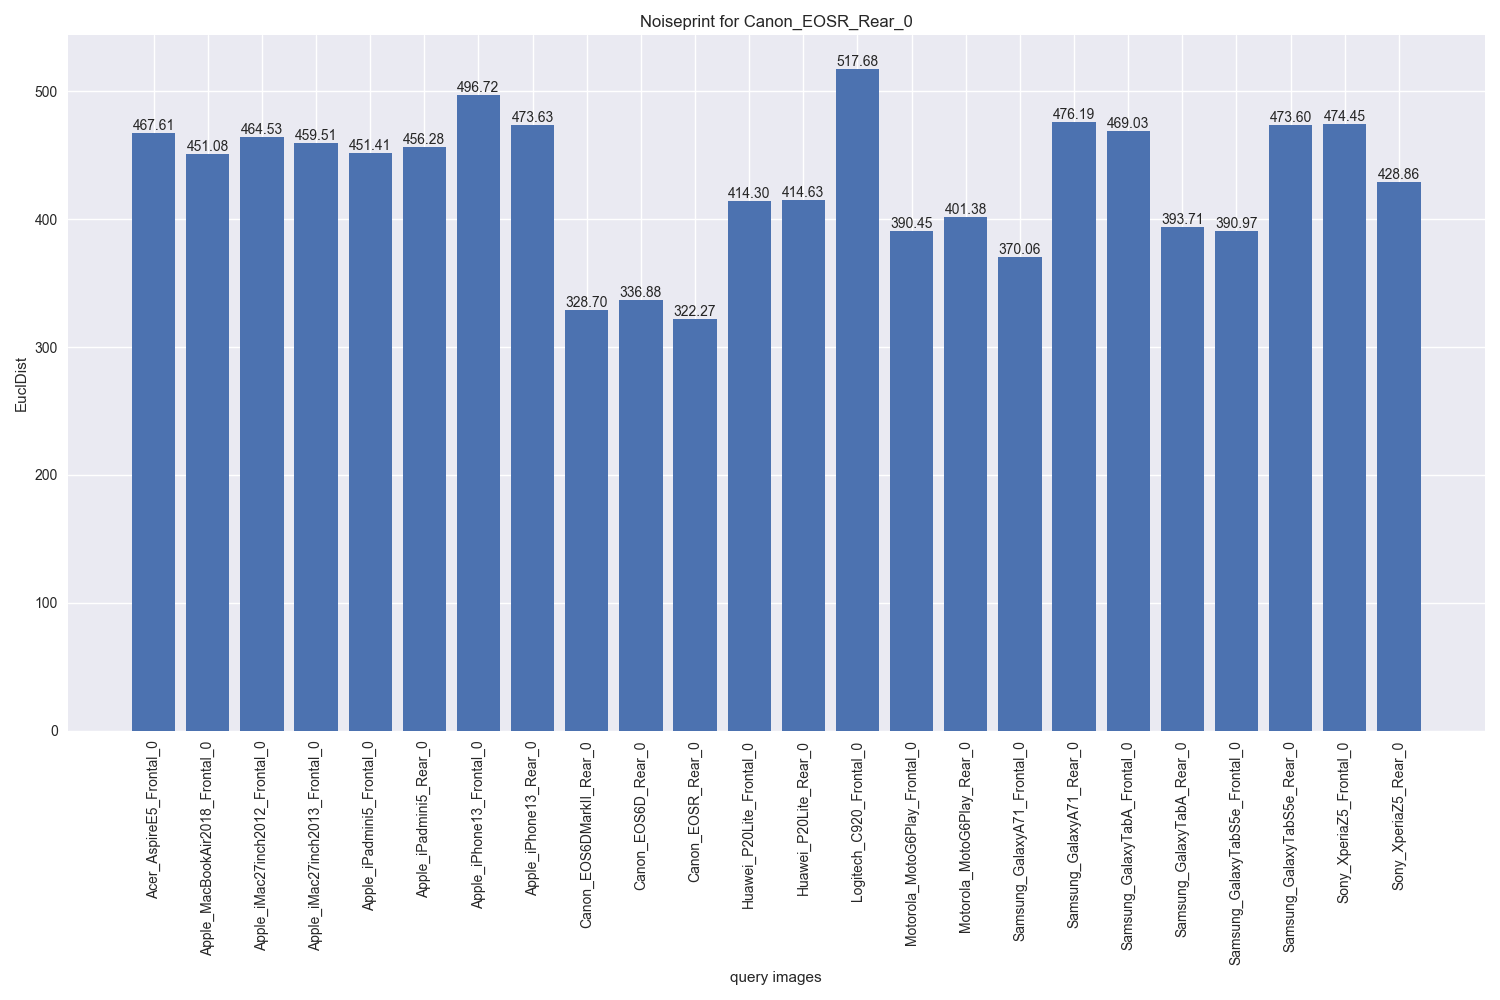 Noiseprint for Canon_EOSR_Rear_0
EuclDist
500
400
300
200
100
0
467.61
451.08
464.53
459.51
451.41
456.28
496.72
473.63
328.70
336.88
322.27
414.30
414.63
517.68
390.45
401.38
370.06
476.19
469.03
393.71
390.97
473.60
474.45
428.86
Acer_AspireE5_Frontal_0
Apple_MacBookAir2018_Frontal_0
Apple_iMac27inch2012_Frontal_0
Apple_iMac27inch2013_Frontal_0
Apple_iPadmini5_Frontal_0
Apple_iPadmini5_Rear_0
Apple_iPhone13_Frontal_0
Apple_iPhone13_Rear_0
Canon_EOS6DMarkII_Rear_0
Canon_EOS6D_Rear_0
Canon_EOSR_Rear_0
Huawei_P20Lite_Frontal_0
Huawei_P20Lite_Rear_0
Logitech_C920_Frontal_0
Motorola_MotoG6Play_Frontal_0
Motorola_MotoG6Play_Rear_0
Samsung_GalaxyA71_Frontal_0
Samsung_GalaxyA71_Rear_0
Samsung_GalaxyTabA_Frontal_0
Samsung_GalaxyTabA_Rear_0
Samsung_GalaxyTabS5e_Frontal_0
Samsung_GalaxyTabS5e_Rear_0
Sony_XperiaZ5_Frontal_0
Sony_XperiaZ5_Rear_0
query images